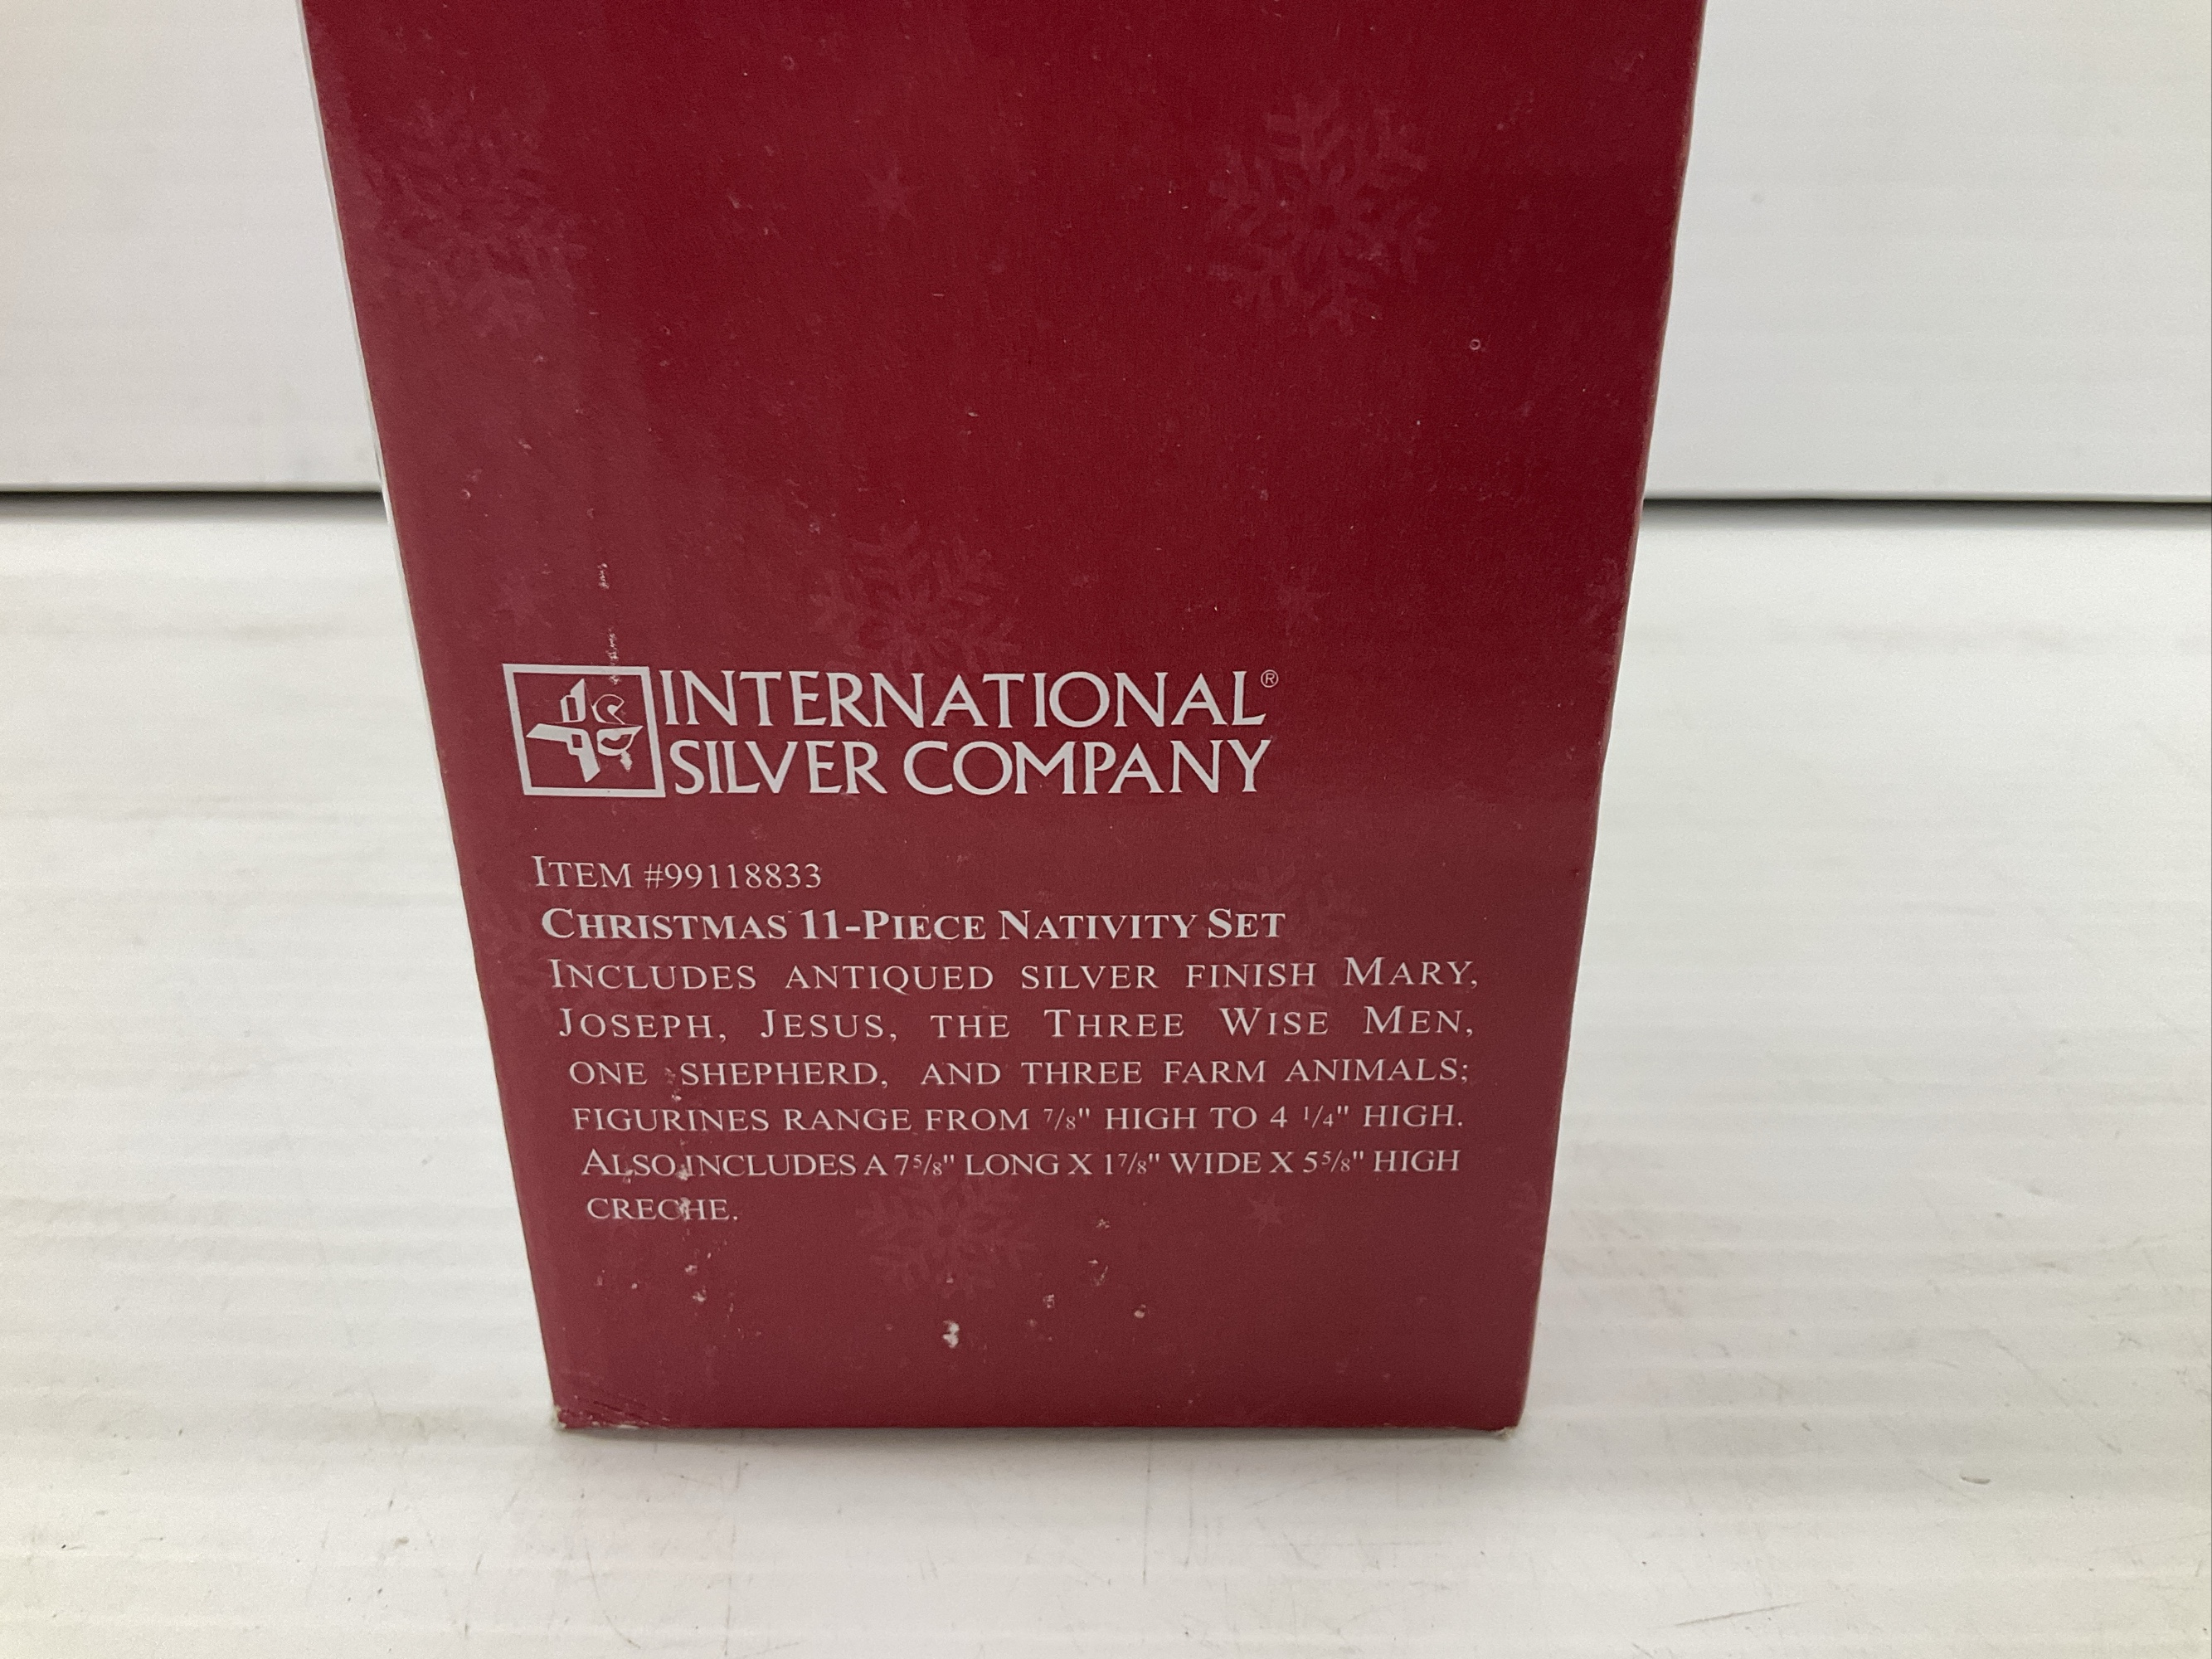 INTERNATIONAL®
SILVER COMPANY
ITEM #99118833
CHRISTMAS 11-PIECE NATIVITY SET
INCLUDES ANTIQUED SILVER FINISH MARY,
JOSEPH, JESUS, THE THREE WISE MEN,
ONE SHEPHERD, AND THREE FARM ANIMALS;
FIGURINES RANGE FROM 7/8" HIGH TO 4 1/4" HIGH.
ALSO INCLUDES A 7 5/8" LONG X 1 7/8" WIDE X 5 5/8" HIGH
CRECHE.